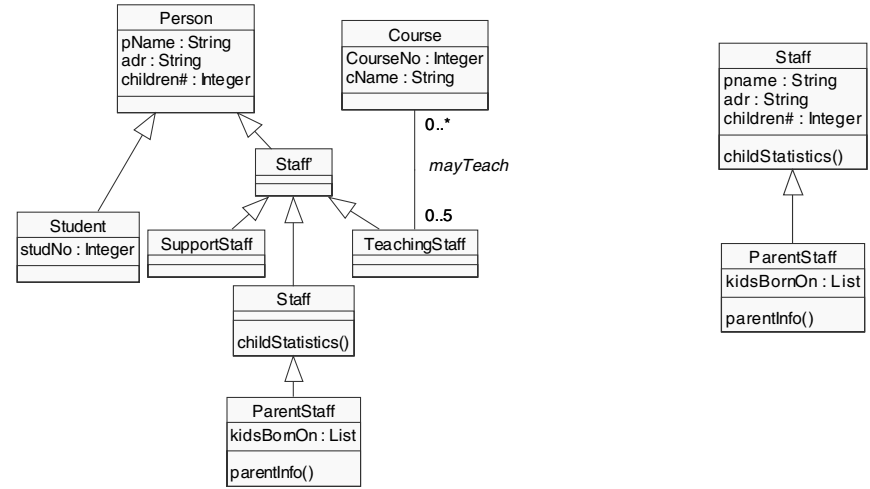 Person
pName : String
adr : String
children# : Integer
Course
CourseNo : Integer
cName : String
0..*
mayTeach
0..5
Staff'
Student
studNo : Integer
SupportStaff
TeachingStaff
Staff
childStatistics()
ParentStaff
kidsBornOn : List
parentInfo()
Staff
pname : String
adr : String
children# : Integer
childStatistics()
ParentStaff
kidsBornOn : List
parentInfo()